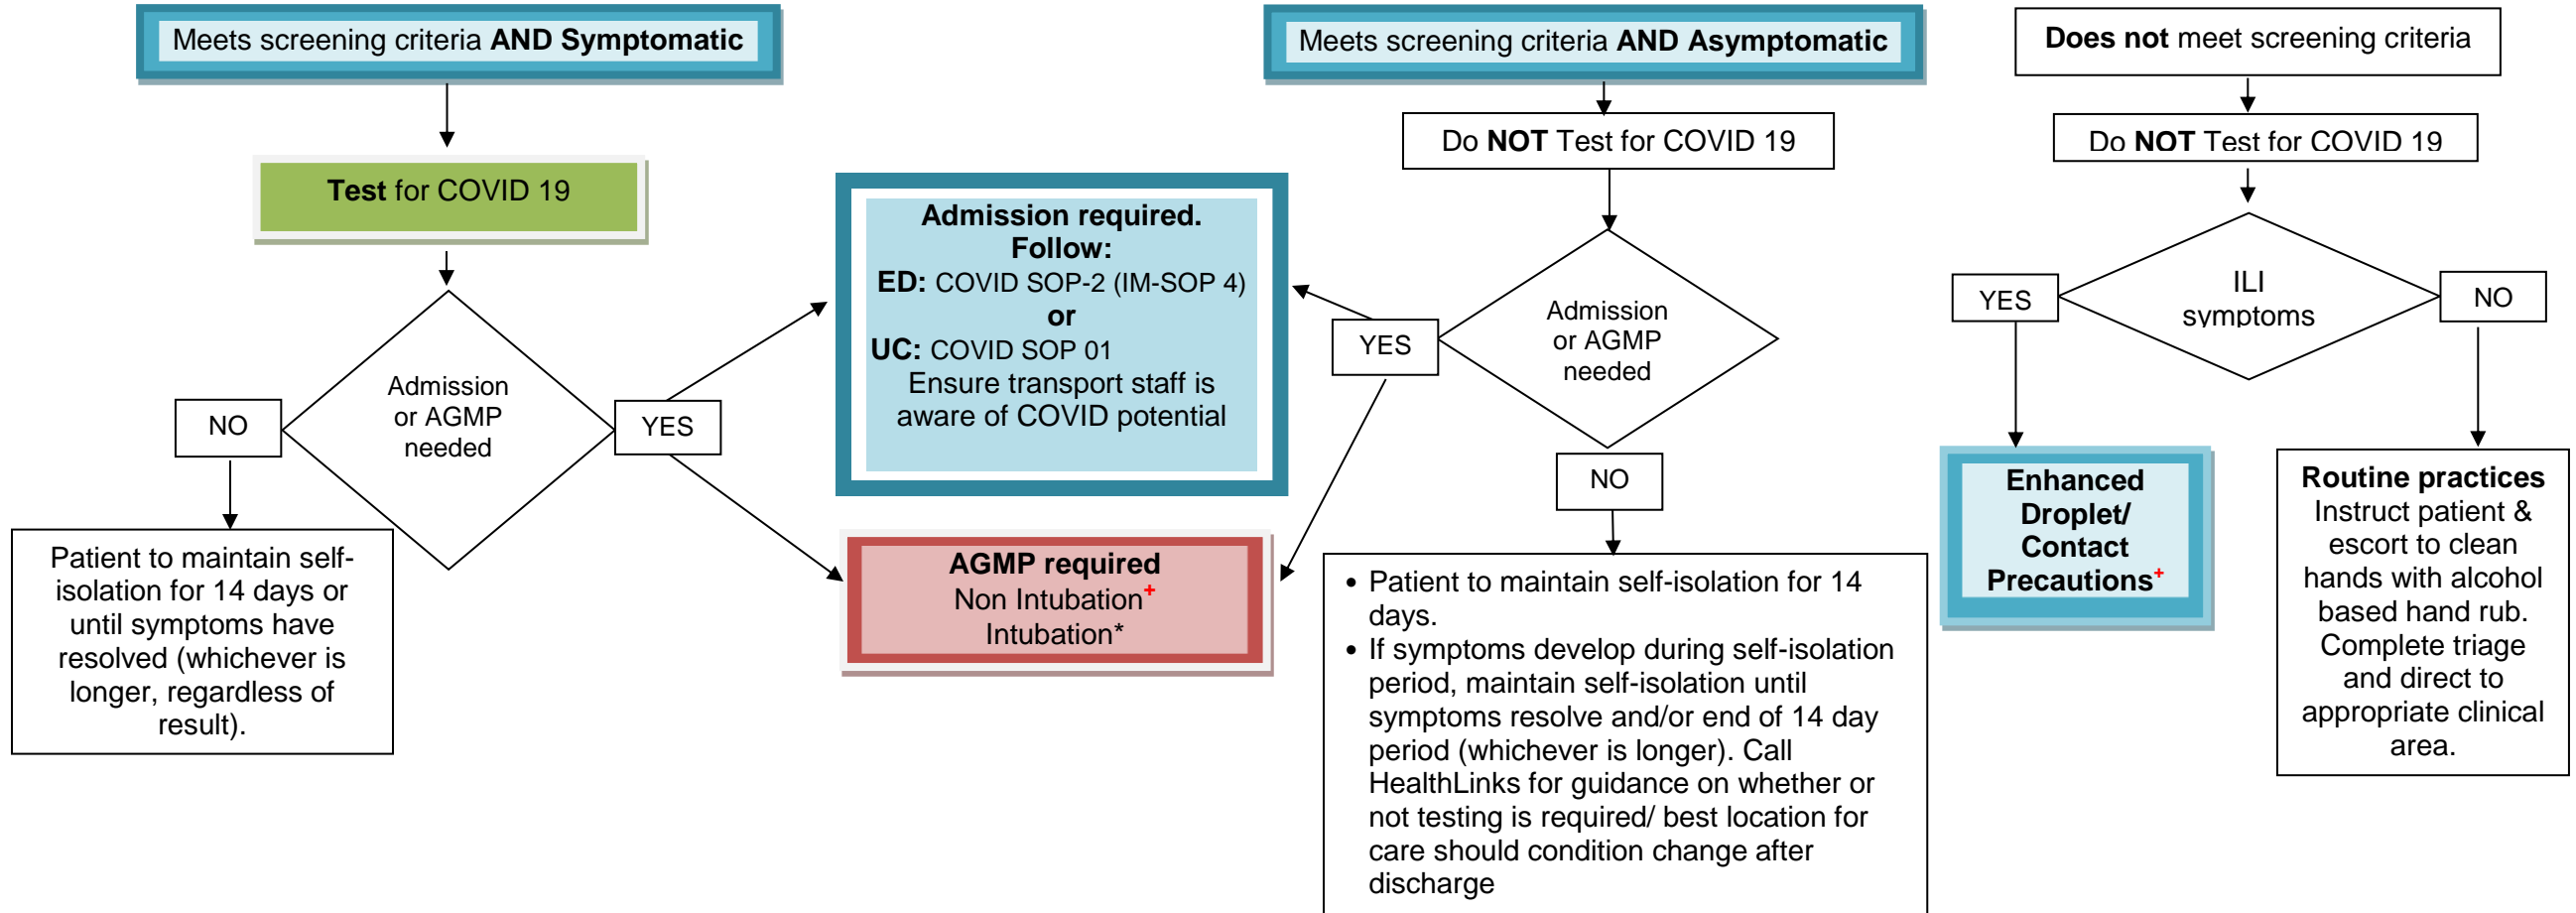 Meets screening criteria AND Symptomatic
Test for COVID 19
Admission
or AGMP
needed
NO
YES
Patient to maintain self-
isolation for 14 days or
until symptoms have
resolved (whichever is
longer, regardless of
result).
Admission required.
Follow:
ED: COVID SOP-2 (IM-SOP 4)
or
UC: COVID SOP 01
Ensure transport staff is
aware of COVID potential
AGMP required
Non Intubation+
Intubation*
Meets screening criteria AND Asymptomatic
Do NOT Test for COVID 19
Admission
or AGMP
needed
YES
NO
• Patient to maintain self-isolation for 14
days.
• If symptoms develop during self-isolation
period, maintain self-isolation until
symptoms resolve and/or end of 14 day
period (whichever is longer). Call
HealthLinks for guidance on whether or
not testing is required/ best location for
care should condition change after
discharge
Does not meet screening criteria
Do NOT Test for COVID 19
ILI
symptoms
YES
NO
Enhanced
Droplet/
Contact
Precautions+
Routine practices
Instruct patient &
escort to clean
hands with alcohol
based hand rub.
Complete triage
and direct to
appropriate clinical
area.